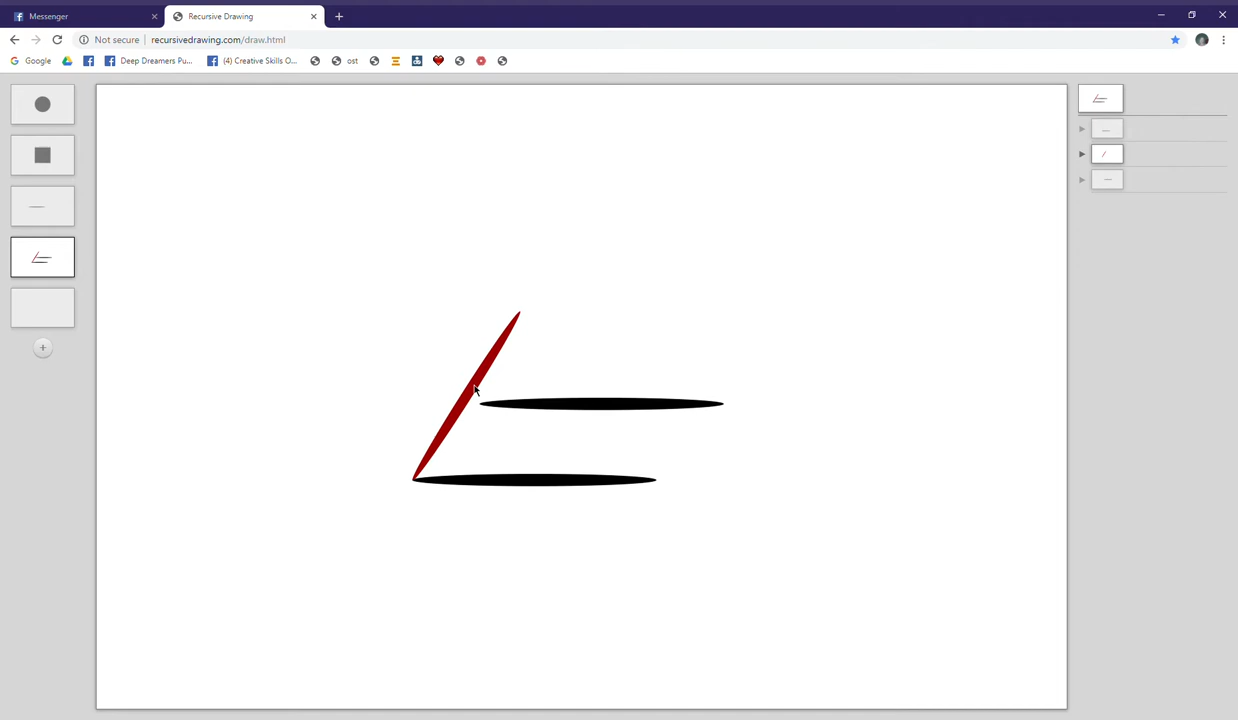 Messenger
Recursive Drawing
Not secure recursivedrawing.com/draw.html
Google Deep Dreamers Pu... (4) Creative Skills O... ost